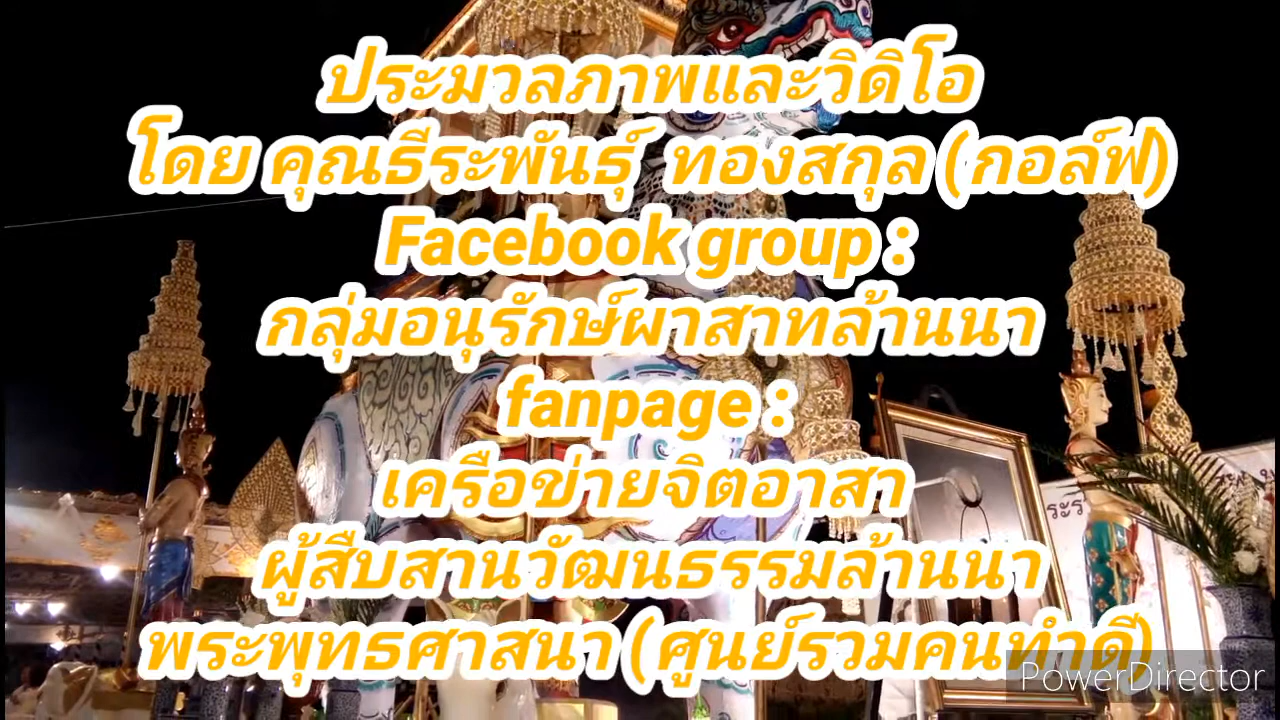 ประมวลภาพและวิดิโอ
โดย คุณธีระพันธุ์ ทองสกุล (กอล์ฟ)
Facebook group :
กลุ่มอนุรักษ์ผาสาทล้านนา
fanpage :
เครือข่ายจิตอาสา
ผู้สืบสานวัฒนธรรมล้านนา
พระพุทธศาสนา (ศูนย์รวมคนทำดี)
PowerDirector